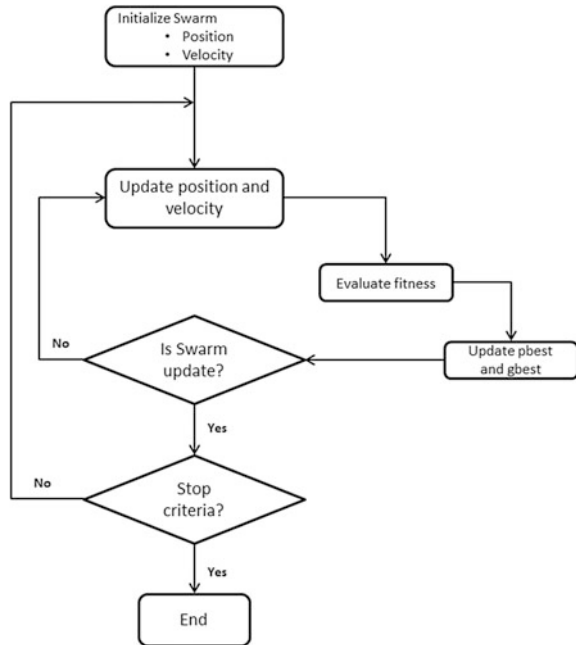 Initialize Swarm
• Position
• Velocity
Update position and
velocity
Evaluate fitness
Update pbest
and gbest
Is Swarm
update?
No
Yes
Stop
criteria?
No
Yes
End